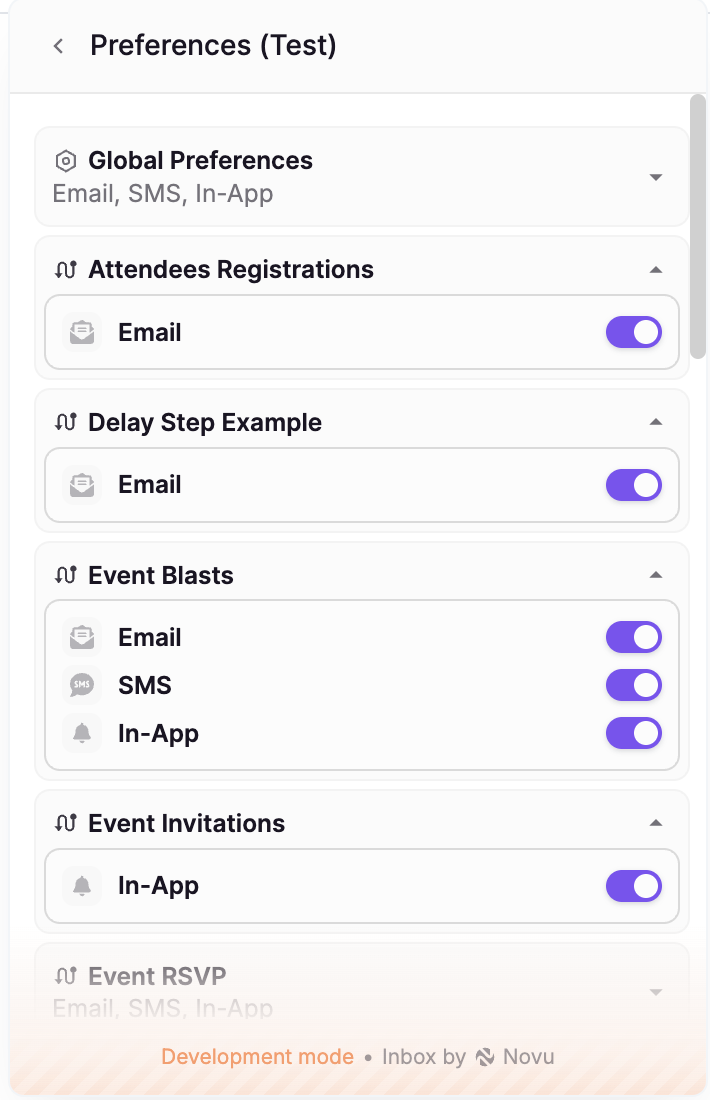 Preferences (Test)
Global Preferences
Email, SMS, In-App
Attendees Registrations
Email
Delay Step Example
Email
Event Blasts
Email
SMS SMS
In-App
Event Invitations
In-App
Event RSVP
Email, SMS, In-App
Development mode • Inbox by Novu